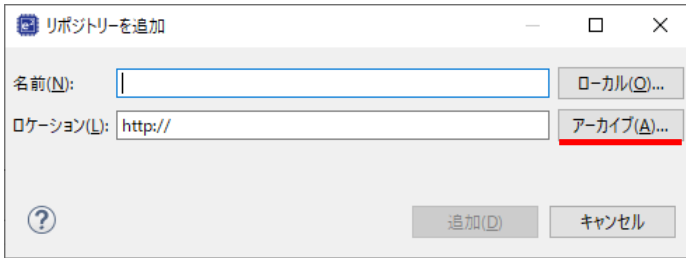 リポジトリーを追加
名前(N):
ローカル(O)...
ロケーション(L): http://
アーカイブ(A)...
追加(D)
キャンセル